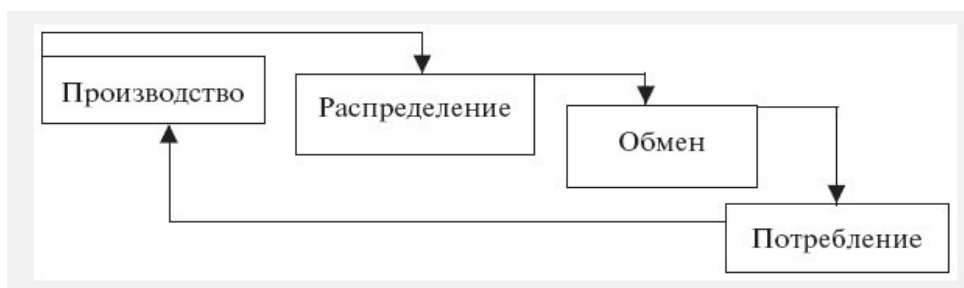 Производство
Распределение
Обмен
Потребление